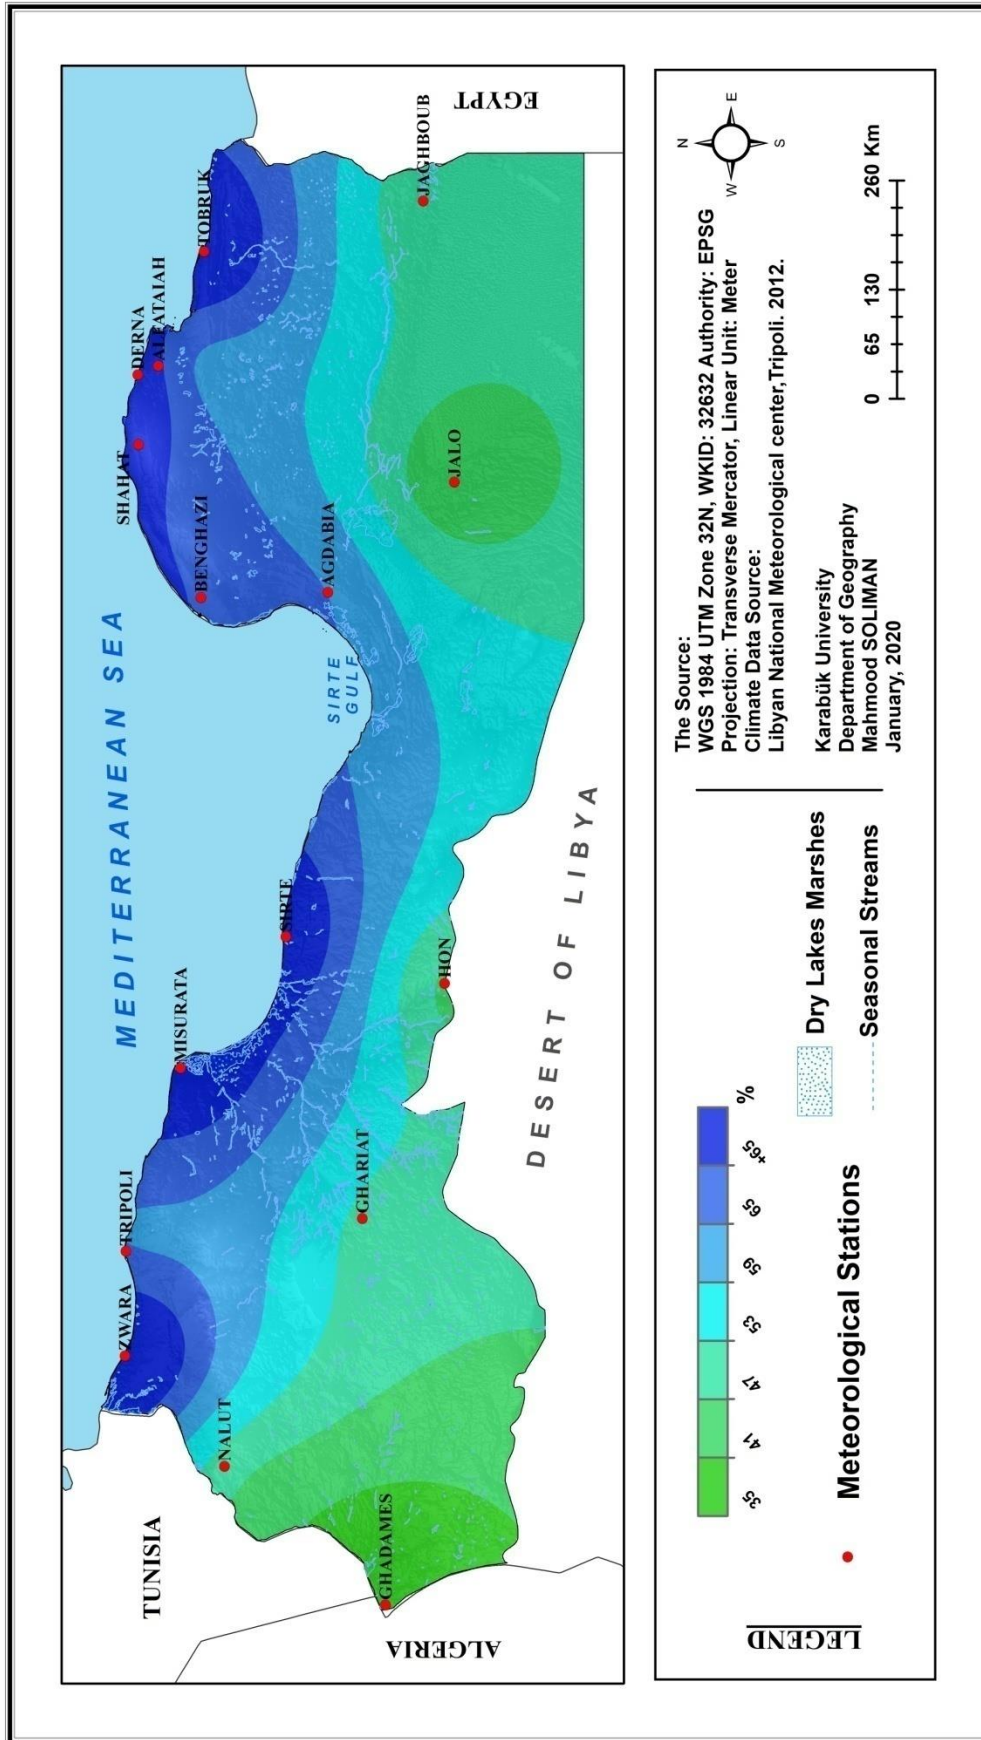 MEDITERRANEAN SEA
TUNISIA
ALGERIA
EGYPT
DESERT OF LIBYA
SIRTE
GULF
ZWARA
TRIPOLI
MISURATA
SIRTE
NALUT
GHADAMES
GHARIAT
HON
BENGHAZI
SHAHAT
DERNA
ALFATAIAH
TOBRUK
AGDABIA
JALO
JAGHBOUB
LEGEND
35
41
47
53
59
65
+65
%
Meteorological Stations
Dry Lakes Marshes
Seasonal Streams
The Source:
WGS 1984 UTM Zone 32N, WKID: 32632 Authority: EPSG
Projection: Transverse Mercator, Linear Unit: Meter
Climate Data Source:
Libyan National Meteorological center,Tripoli. 2012.
Karabük University
Department of Geography
Mahmood SOLIMAN
January, 2020
N
W
E
S
0 65 130 260 Km